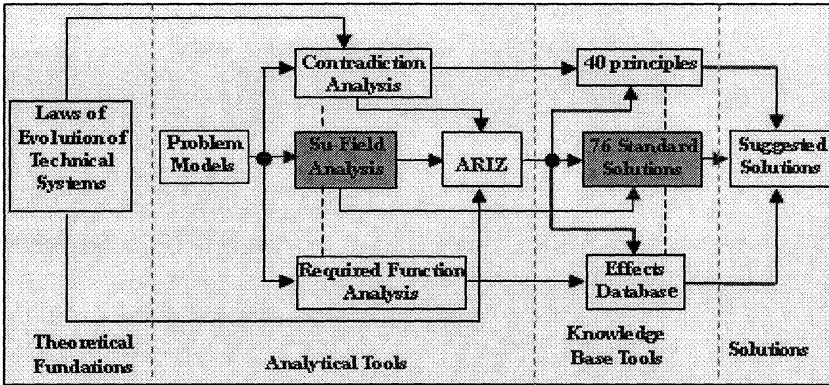 Laws of
Evolution of
Technical
Systems
Problem
Models
Contradiction
Analysis
Su-Field
Analysis
ARIZ
Required Function
Analysis
40 principles
76 Standard
Solutions
Effects
Database
Suggested
Solutions
Theoretical
Fundations
Analytical Tools
Knowledge
Base Tools
Solutions